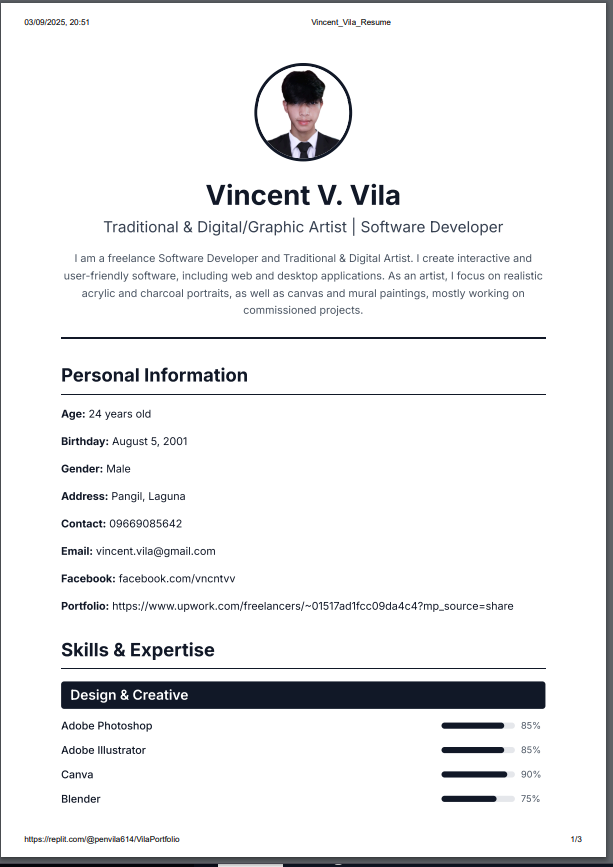 03/09/2025, 20:51
Vincent_Vila_Resume
Vincent V. Vila
Traditional & Digital/Graphic Artist | Software Developer
I am a freelance Software Developer and Traditional & Digital Artist. I create interactive and
user-friendly software, including web and desktop applications. As an artist, I focus on realistic
acrylic and charcoal portraits, as well as canvas and mural paintings, mostly working on
commissioned projects.
Personal Information
Age: 24 years old
Birthday: August 5, 2001
Gender: Male
Address: Pangil, Laguna
Contact: 09669085642
Email: vincent.vila@gmail.com
Facebook: facebook.com/vncntvv
Portfolio: https://www.upwork.com/freelancers/~01517ad1fcc09da4c4?mp_source=share
Skills & Expertise
Design & Creative
Adobe Photoshop 85%
Adobe Illustrator 85%
Canva 90%
Blender 75%
https://replit.com/@penvila614/VilaPortfolio
1/3